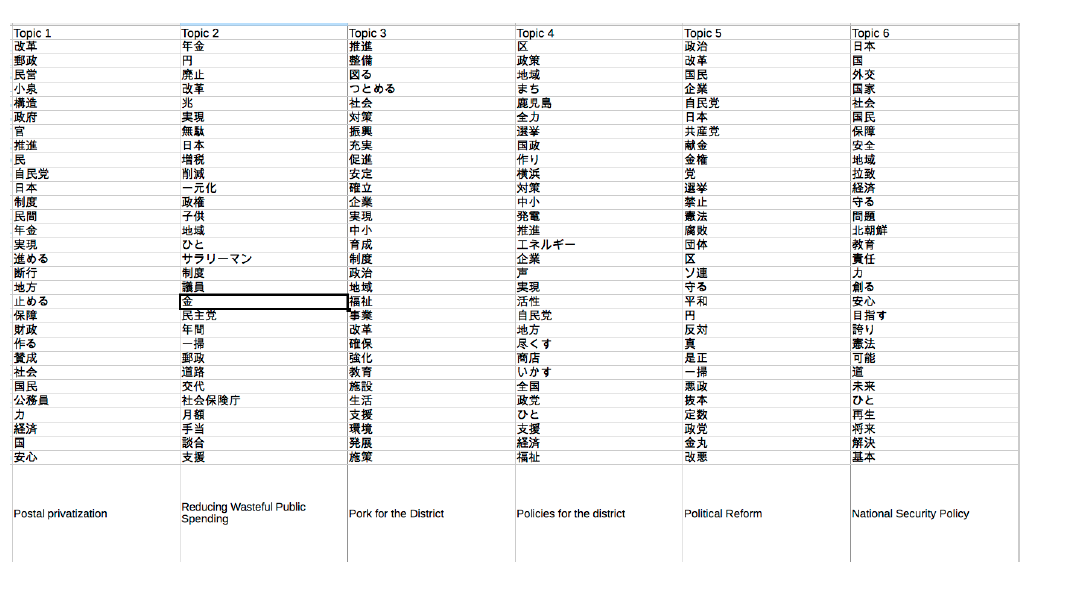 Topic 1 Topic 2 Topic 3 Topic 4 Topic 5 Topic 6
改革 年金 推進 区 政治 日本
郵政 円 整備 政策 改革 国
民営 廃止 図る 地域 国民 外交
小泉 改革 つとめる まち 企業 国家
構造 兆 社会 鹿児島 自民党 社会
政府 実現 対策 全力 日本 国民
官 無駄 振興 選挙 共産党 保障
推進 日本 充実 国政 献金 安全
民 増税 促進 作り 金権 地域
自民党 削減 安定 横浜 党 拉致
日本 一元化 確立 対策 選挙 経済
制度 政権 企業 中小 禁止 守る
民間 子供 実現 発電 憲法 問題
年金 地域 中小 推進 腐敗 北朝鮮
実現 ひと 育成 エネルギー 団体 教育
進める サラリーマン 制度 企業 区 責任
断行 制度 政治 声 ソ連 力
地方 議員 地域 実現 守る 創る
止める 金 福祉 活性 平和 安心
保障 民主党 事業 自民党 円 目指す
財政 年間 改革 地方 反対 誇り
作る 一掃 確保 尽くす 真 憲法
賛成 郵政 強化 商店 是正 可能
社会 道路 教育 いかす 一掃 道
国民 交代 施設 全国 悪政 未来
公務員 社会保険庁 生活 政党 抜本 ひと
力 月額 支援 ひと 定数 再生
経済 手当 環境 支援 政党 将来
国 談合 発展 経済 金丸 解決
安心 支援 施策 福祉 改悪 基本
Postal privatization Reducing Wasteful Public Spending Pork for the District Policies for the district Political Reform National Security Policy